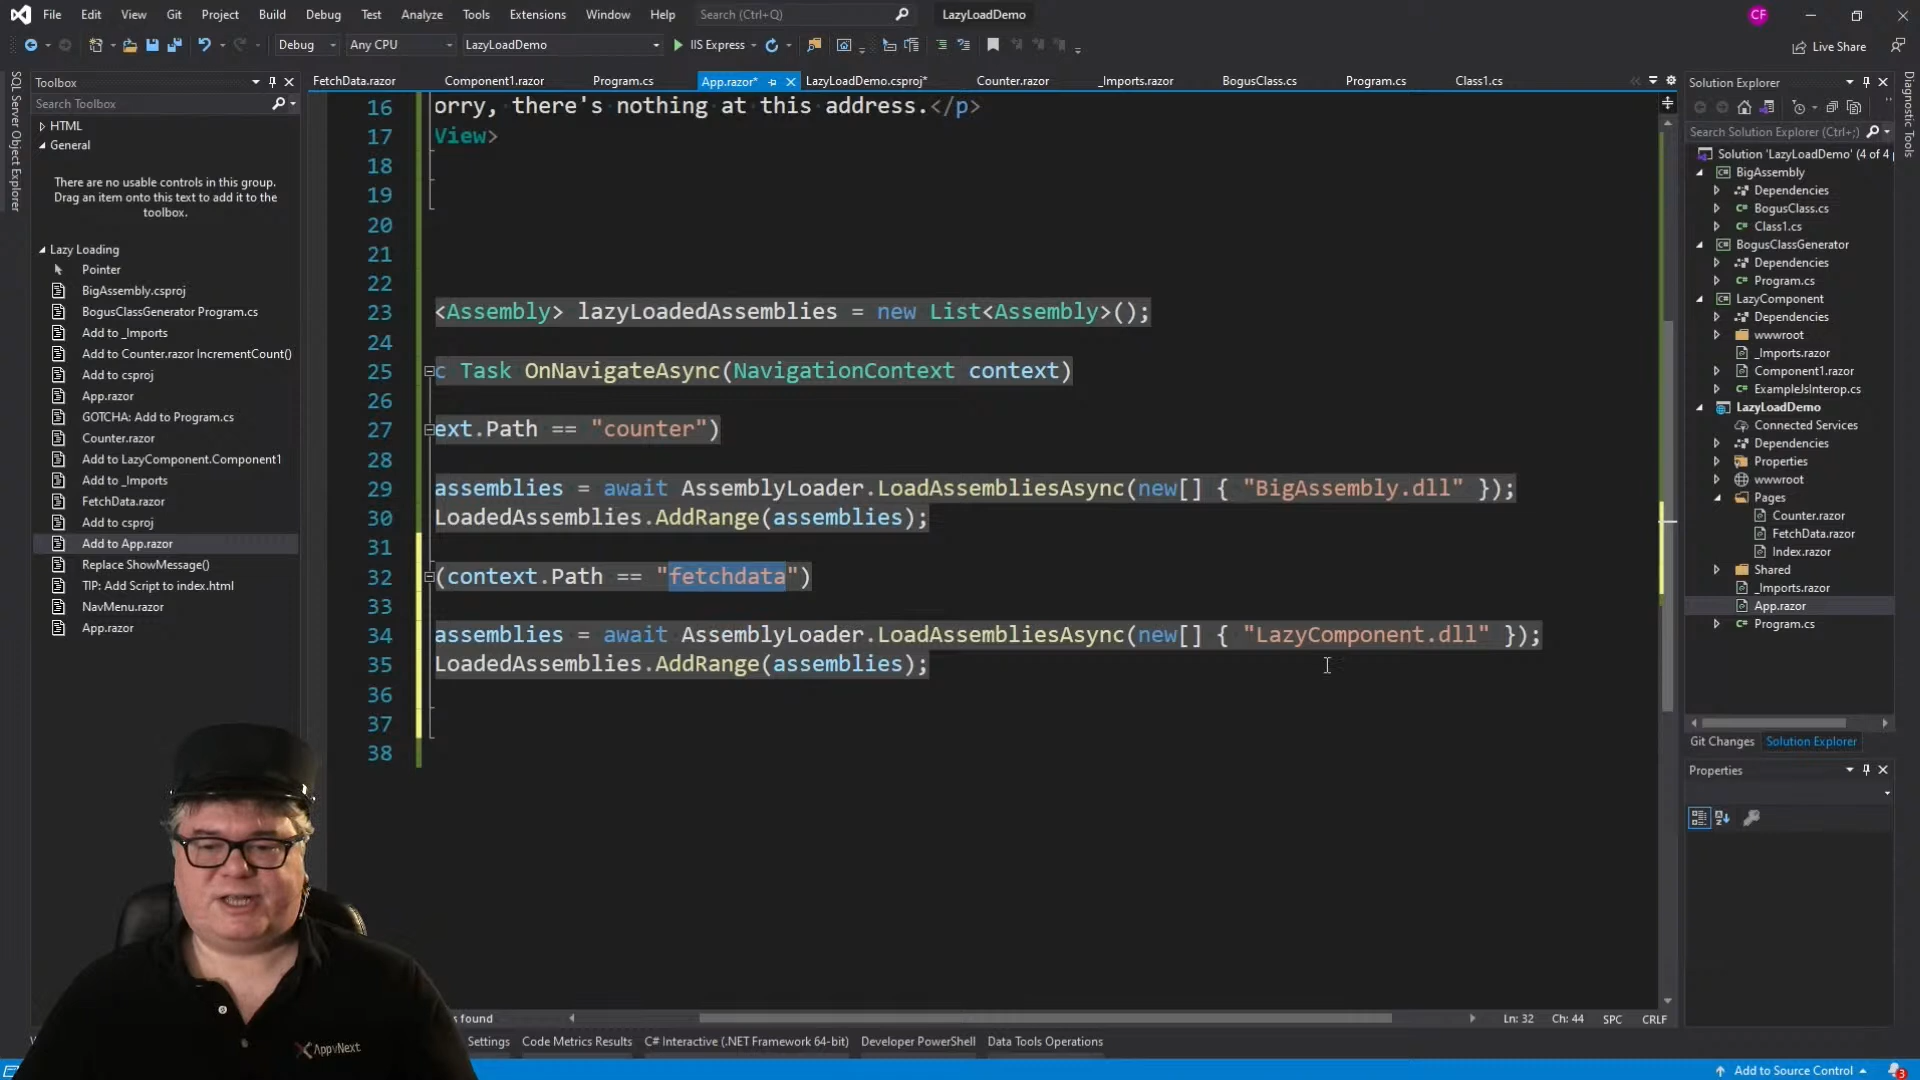 File Edit View Git Project Build Debug Test Analyze Tools Extensions Window Help Search (Ctrl+Q) LazyLoadDemo CF
Debug Any CPU LazyLoadDemo IIS Express Live Share
SQL Server Object Explorer
Toolbox
Search Toolbox
HTML
General
There are no usable controls in this group.
Drag an item onto this text to add it to the
toolbox.
Lazy Loading
Pointer
BigAssembly.csproj
BogusClassGenerator Program.cs
Add to _Imports
Add to Counter.razor IncrementCount()
Add to csproj
App.razor
GOTCHA: Add to Program.cs
Counter.razor
Add to LazyComponent.Component1
Add to _Imports
FetchData.razor
Add to csproj
Add to App.razor
Replace ShowMessage()
TIP: Add Script to index.html
NavMenu.razor
App.razor
FetchData.razor Component1.razor Program.cs App.razor* LazyLoadDemo.csproj* Counter.razor _Imports.razor BogusClass.cs Program.cs Class1.cs
16 orry, there's nothing at this address.</p>
17 View>
18
19
20
21
22
23 <Assembly> lazyLoadedAssemblies = new List<Assembly>();
24
25 c Task OnNavigateAsync(NavigationContext context)
26
27 ext.Path == "counter")
28
29 assemblies = await AssemblyLoader.LoadAssembliesAsync(new[] { "BigAssembly.dll" });
30 LoadedAssemblies.AddRange(assemblies);
31
32 (context.Path == "fetchdata")
33
34 assemblies = await AssemblyLoader.LoadAssembliesAsync(new[] { "LazyComponent.dll" });
35 LoadedAssemblies.AddRange(assemblies);
36
37
38
s found Ln: 32 Ch: 44 SPC CRLF
Settings Code Metrics Results C# Interactive (.NET Framework 64-bit) Developer PowerShell Data Tools Operations
Solution Explorer
Search Solution Explorer (Ctrl+;)
Solution 'LazyLoadDemo' (4 of 4
BigAssembly
Dependencies
BogusClass.cs
Class1.cs
BogusClassGenerator
Dependencies
Program.cs
LazyComponent
Dependencies
wwwroot
_Imports.razor
Component1.razor
ExampleJsInterop.cs
LazyLoadDemo
Connected Services
Dependencies
Properties
wwwroot
Pages
Counter.razor
FetchData.razor
Index.razor
Shared
_Imports.razor
App.razor
Program.cs
Git Changes Solution Explorer
Properties
Diagnostic Tools
AppvNext
Add to Source Control 3